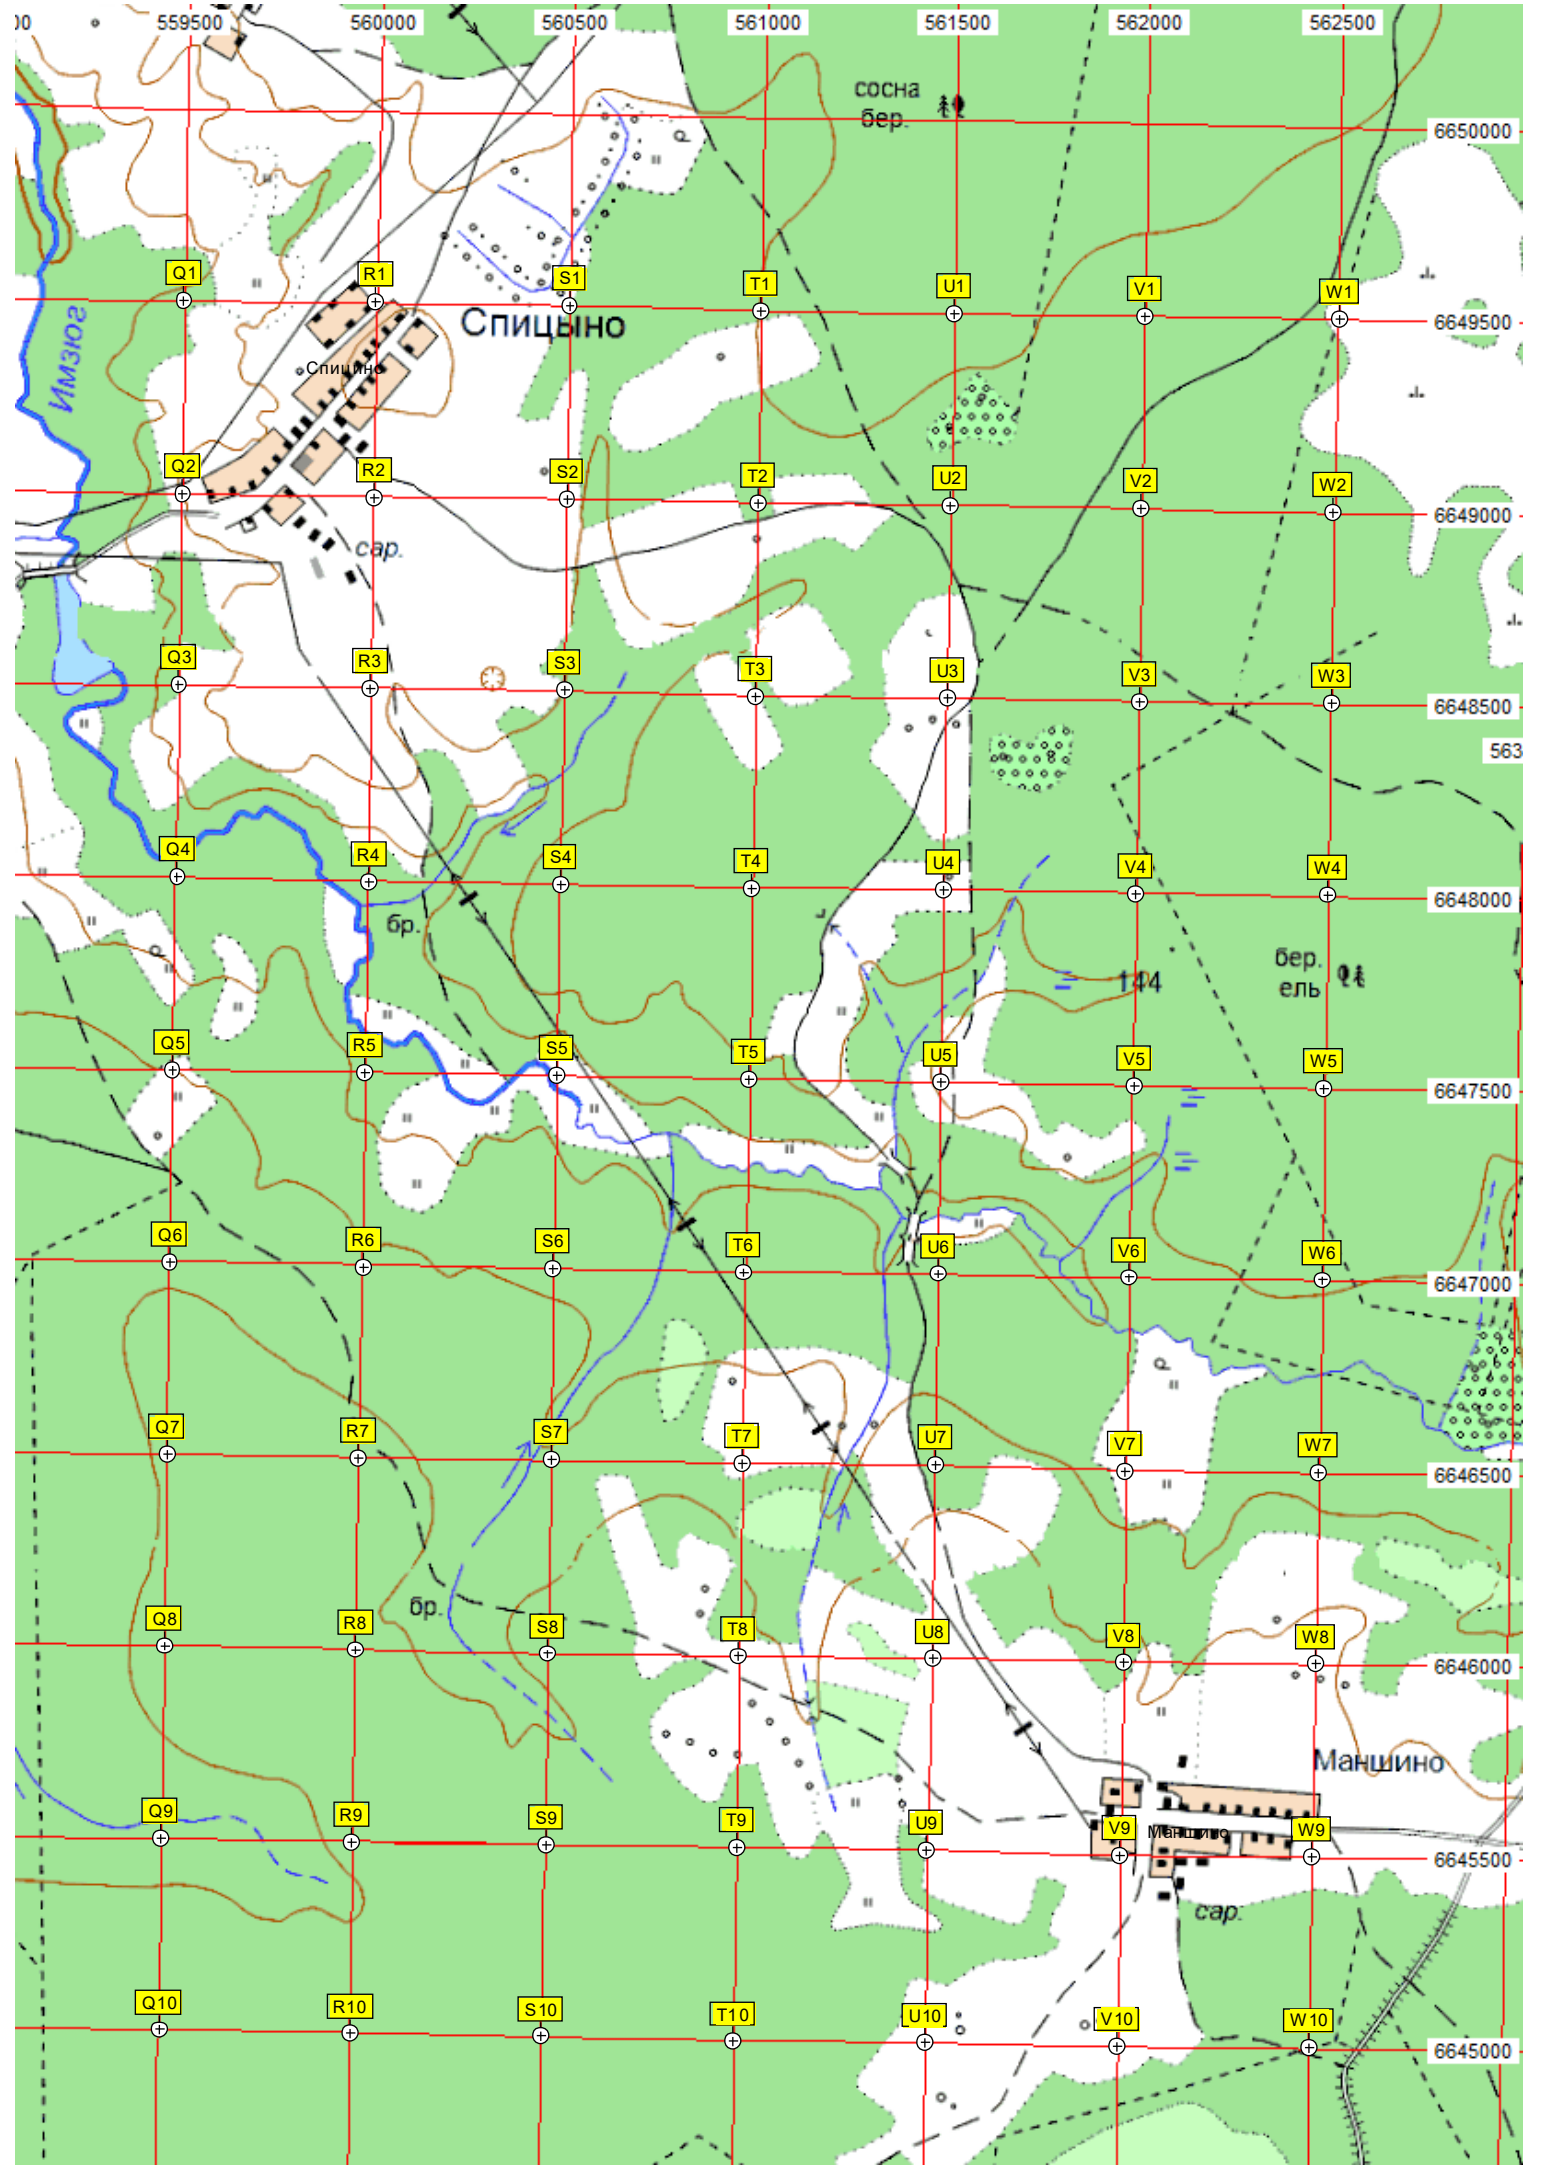 00 559500 560000 560500 561000 561500 562000 562500
сосна
бер.
6650000
Q1 R1 S1 T1 U1 V1 W1
Имзюг
Спицыно
6649500
Спицино
Q2 R2 S2 T2 U2 V2 W2
6649000
сар.
Q3 R3 S3 T3 U3 V3 W3
6648500
563
Q4 R4 S4 T4 U4 V4 W4
6648000
бр.
бер.
ель
144
Q5 R5 S5 T5 U5 V5 W5
6647500
Q6 R6 S6 T6 U6 V6 W6
6647000
Q7 R7 S7 T7 U7 V7 W7
6646500
бр.
Q8 R8 S8 T8 U8 V8 W8
6646000
Маншино
Q9 R9 S9 T9 U9 V9 W9
Маншино
6645500
сар.
Q10 R10 S10 T10 U10 V10 W10
6645000